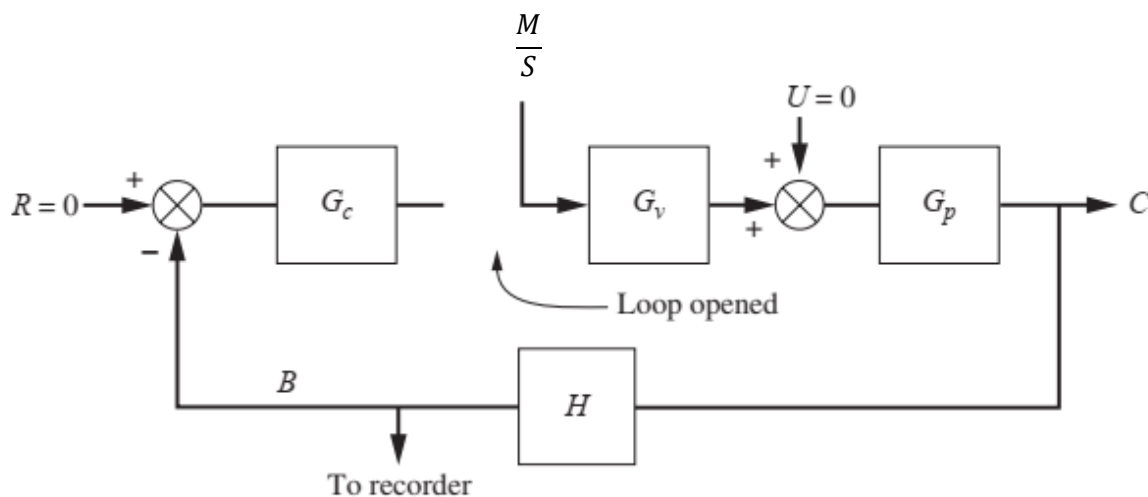 M
S
U = 0
+
+
R = 0
G_c
G_v
+
G_p
C
−
Loop opened
B
H
To recorder